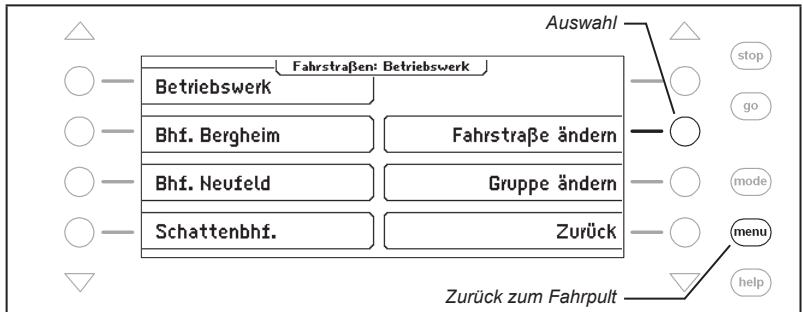 Auswahl
stop
Fahrstraßen: Betriebswerk
Betriebswerk
go
Bhf. Bergheim
Fahrstraße ändern
Bhf. Neufeld
Gruppe ändern
mode
Schattenbhf.
Zurück
menu
help
Zurück zum Fahrpult